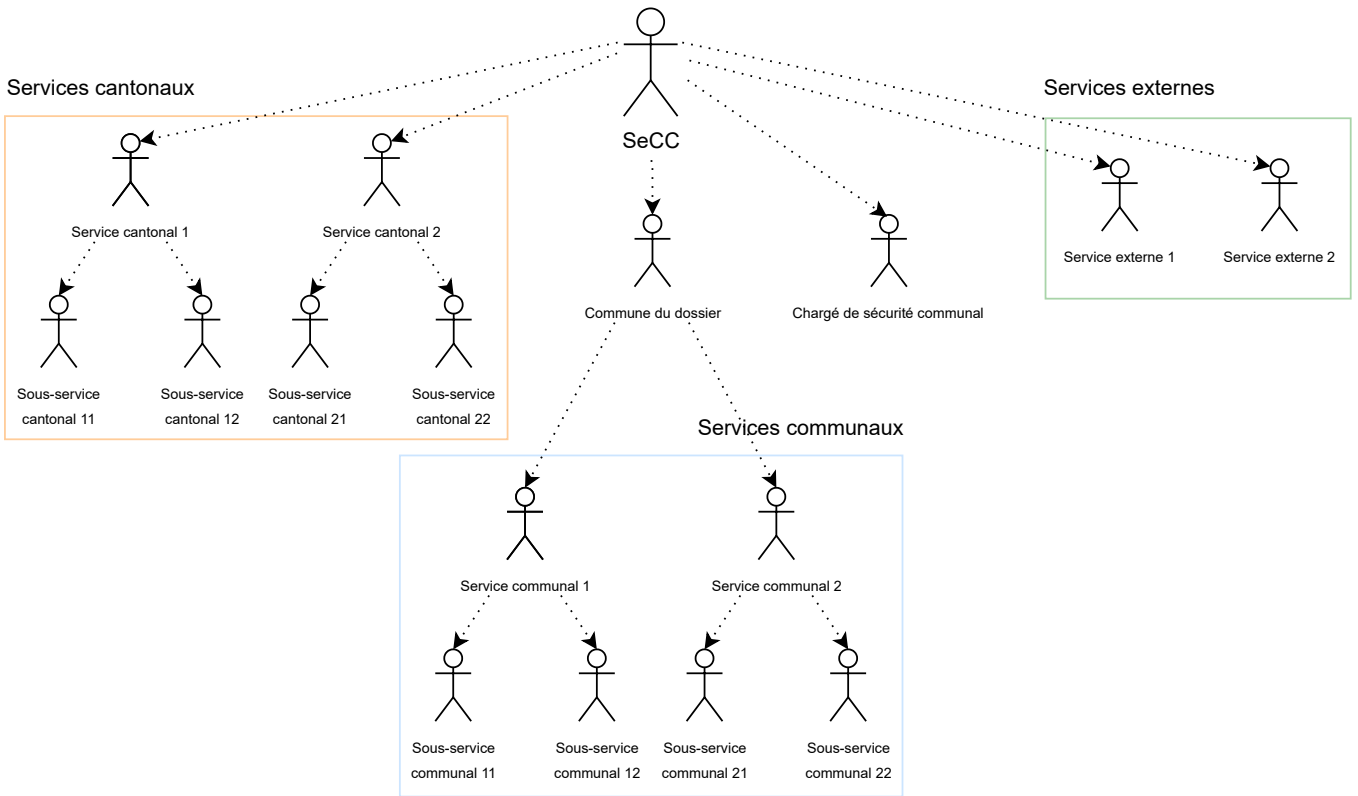 Services cantonaux
Services externes
SeCC
Service cantonal 1
Service cantonal 2
Service externe 1
Service externe 2
Commune du dossier
Chargé de sécurité communal
Sous-service
cantonal 11
Sous-service
cantonal 12
Sous-service
cantonal 21
Sous-service
cantonal 22
Services communaux
Service communal 1
Service communal 2
Sous-service
communal 11
Sous-service
communal 12
Sous-service
communal 21
Sous-service
communal 22